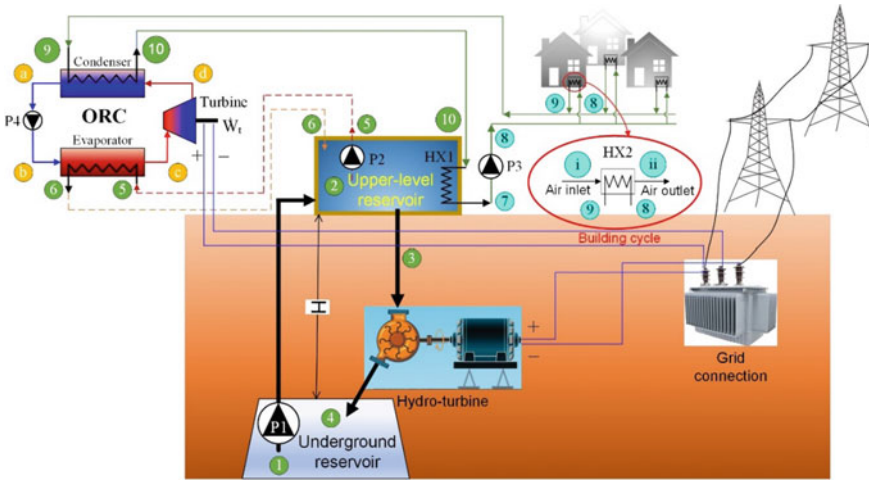 9
10
Condenser
a
d
P4
ORC
Turbine
Ẇt
Evaporator
+ −
b
c
6
5
6
5
P2
10
HX1
2
Upper-level
reservoir
8
P3
7
9
8
i
HX2
ii
Air inlet
Air outlet
9
8
Building cycle
3
H
+
−
Hydro-turbine
Grid
connection
P1
4
Underground
reservoir
1